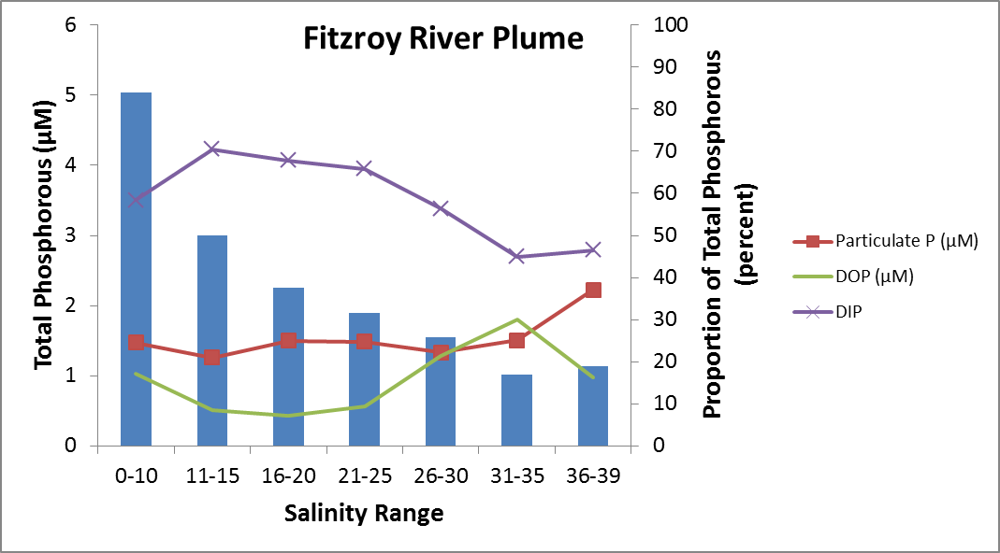 Fitzroy River Plume
Total Phosphorous (µM)
6
5
4
3
2
1
0
100
90
80
70
60
50
40
30
20
10
0
Proportion of Total Phosphorous
(percent)
0-10 11-15 16-20 21-25 26-30 31-35 36-39
Salinity Range
Particulate P (µM)
DOP (µM)
DIP